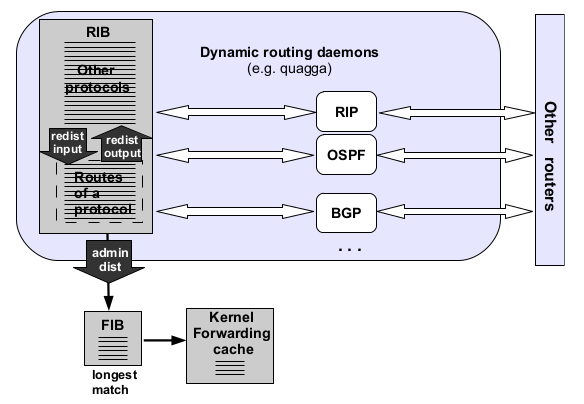 RIB
Other
protocols
redist
input
redist
output
Routes
of a
protocol
Dynamic routing daemons
(e.g. quagga)
RIP
OSPF
BGP
. . .
Other routers
admin
dist
FIB
longest
match
Kernel
Forwarding
cache